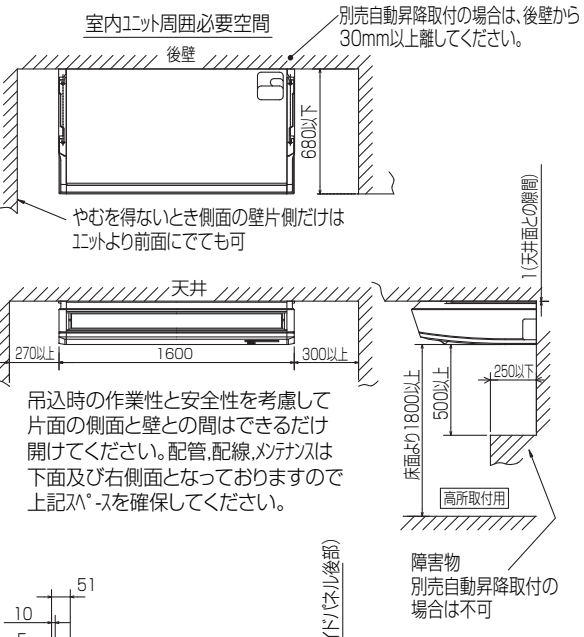 室内ユニット周囲必要空間
別売自動昇降取付の場合は、後壁から
30mm以上離してください。
後壁
680以下
やむを得ないとき側面の壁片側だけは
ユニットより前面にでても可
1(天井面との隙間)
天井
270以上
1600
300以上
250以下
500以上
床面より1800以上
吊込時の作業性と安全性を考慮して
片面の側面と壁との間はできるだけ
開けてください。配管,配線,メンテナンスは
下面及び右側面となっておりますので
上記スペースを確保してください。
高所取付用
障害物
別売自動昇降取付の
場合は不可
51
10
イドパネル後部)